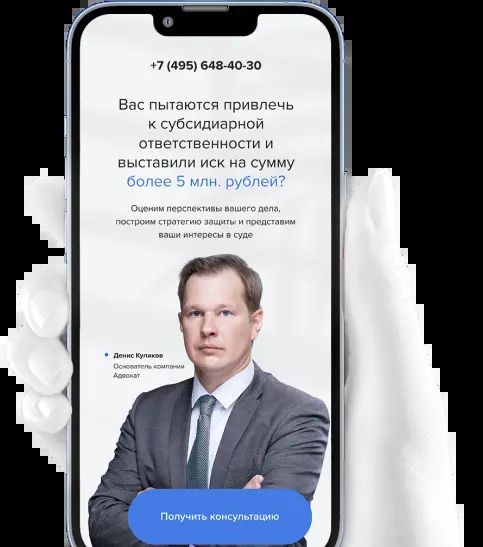 +7 (495) 648-40-30
Вас пытаются привлечь
к субсидиарной
ответственности и
выставили иск на сумму
более 5 млн. рублей?
Оценим перспективы вашего дела,
построим стратегию защиты и представим
ваши интересы в суде
Денис Куликов
Основатель компании
Адвокат
Получить консультацию